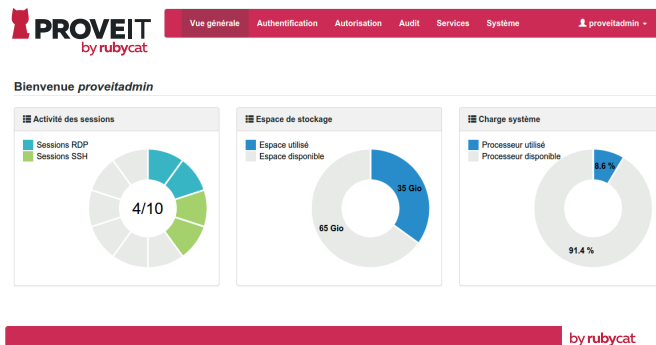 PROVEIT
by rubycat
Vue générale Authentification Autorisation Audit Services Système proveitadmin
Bienvenue proveitadmin
Activité des sessions
Sessions RDP
Sessions SSH
4/10
Espace de stockage
Espace utilisé
Espace disponible
35 Gio
65 Gio
Charge système
Processeur utilisé
Processeur disponible
8.6 %
91.4 %
by rubycat